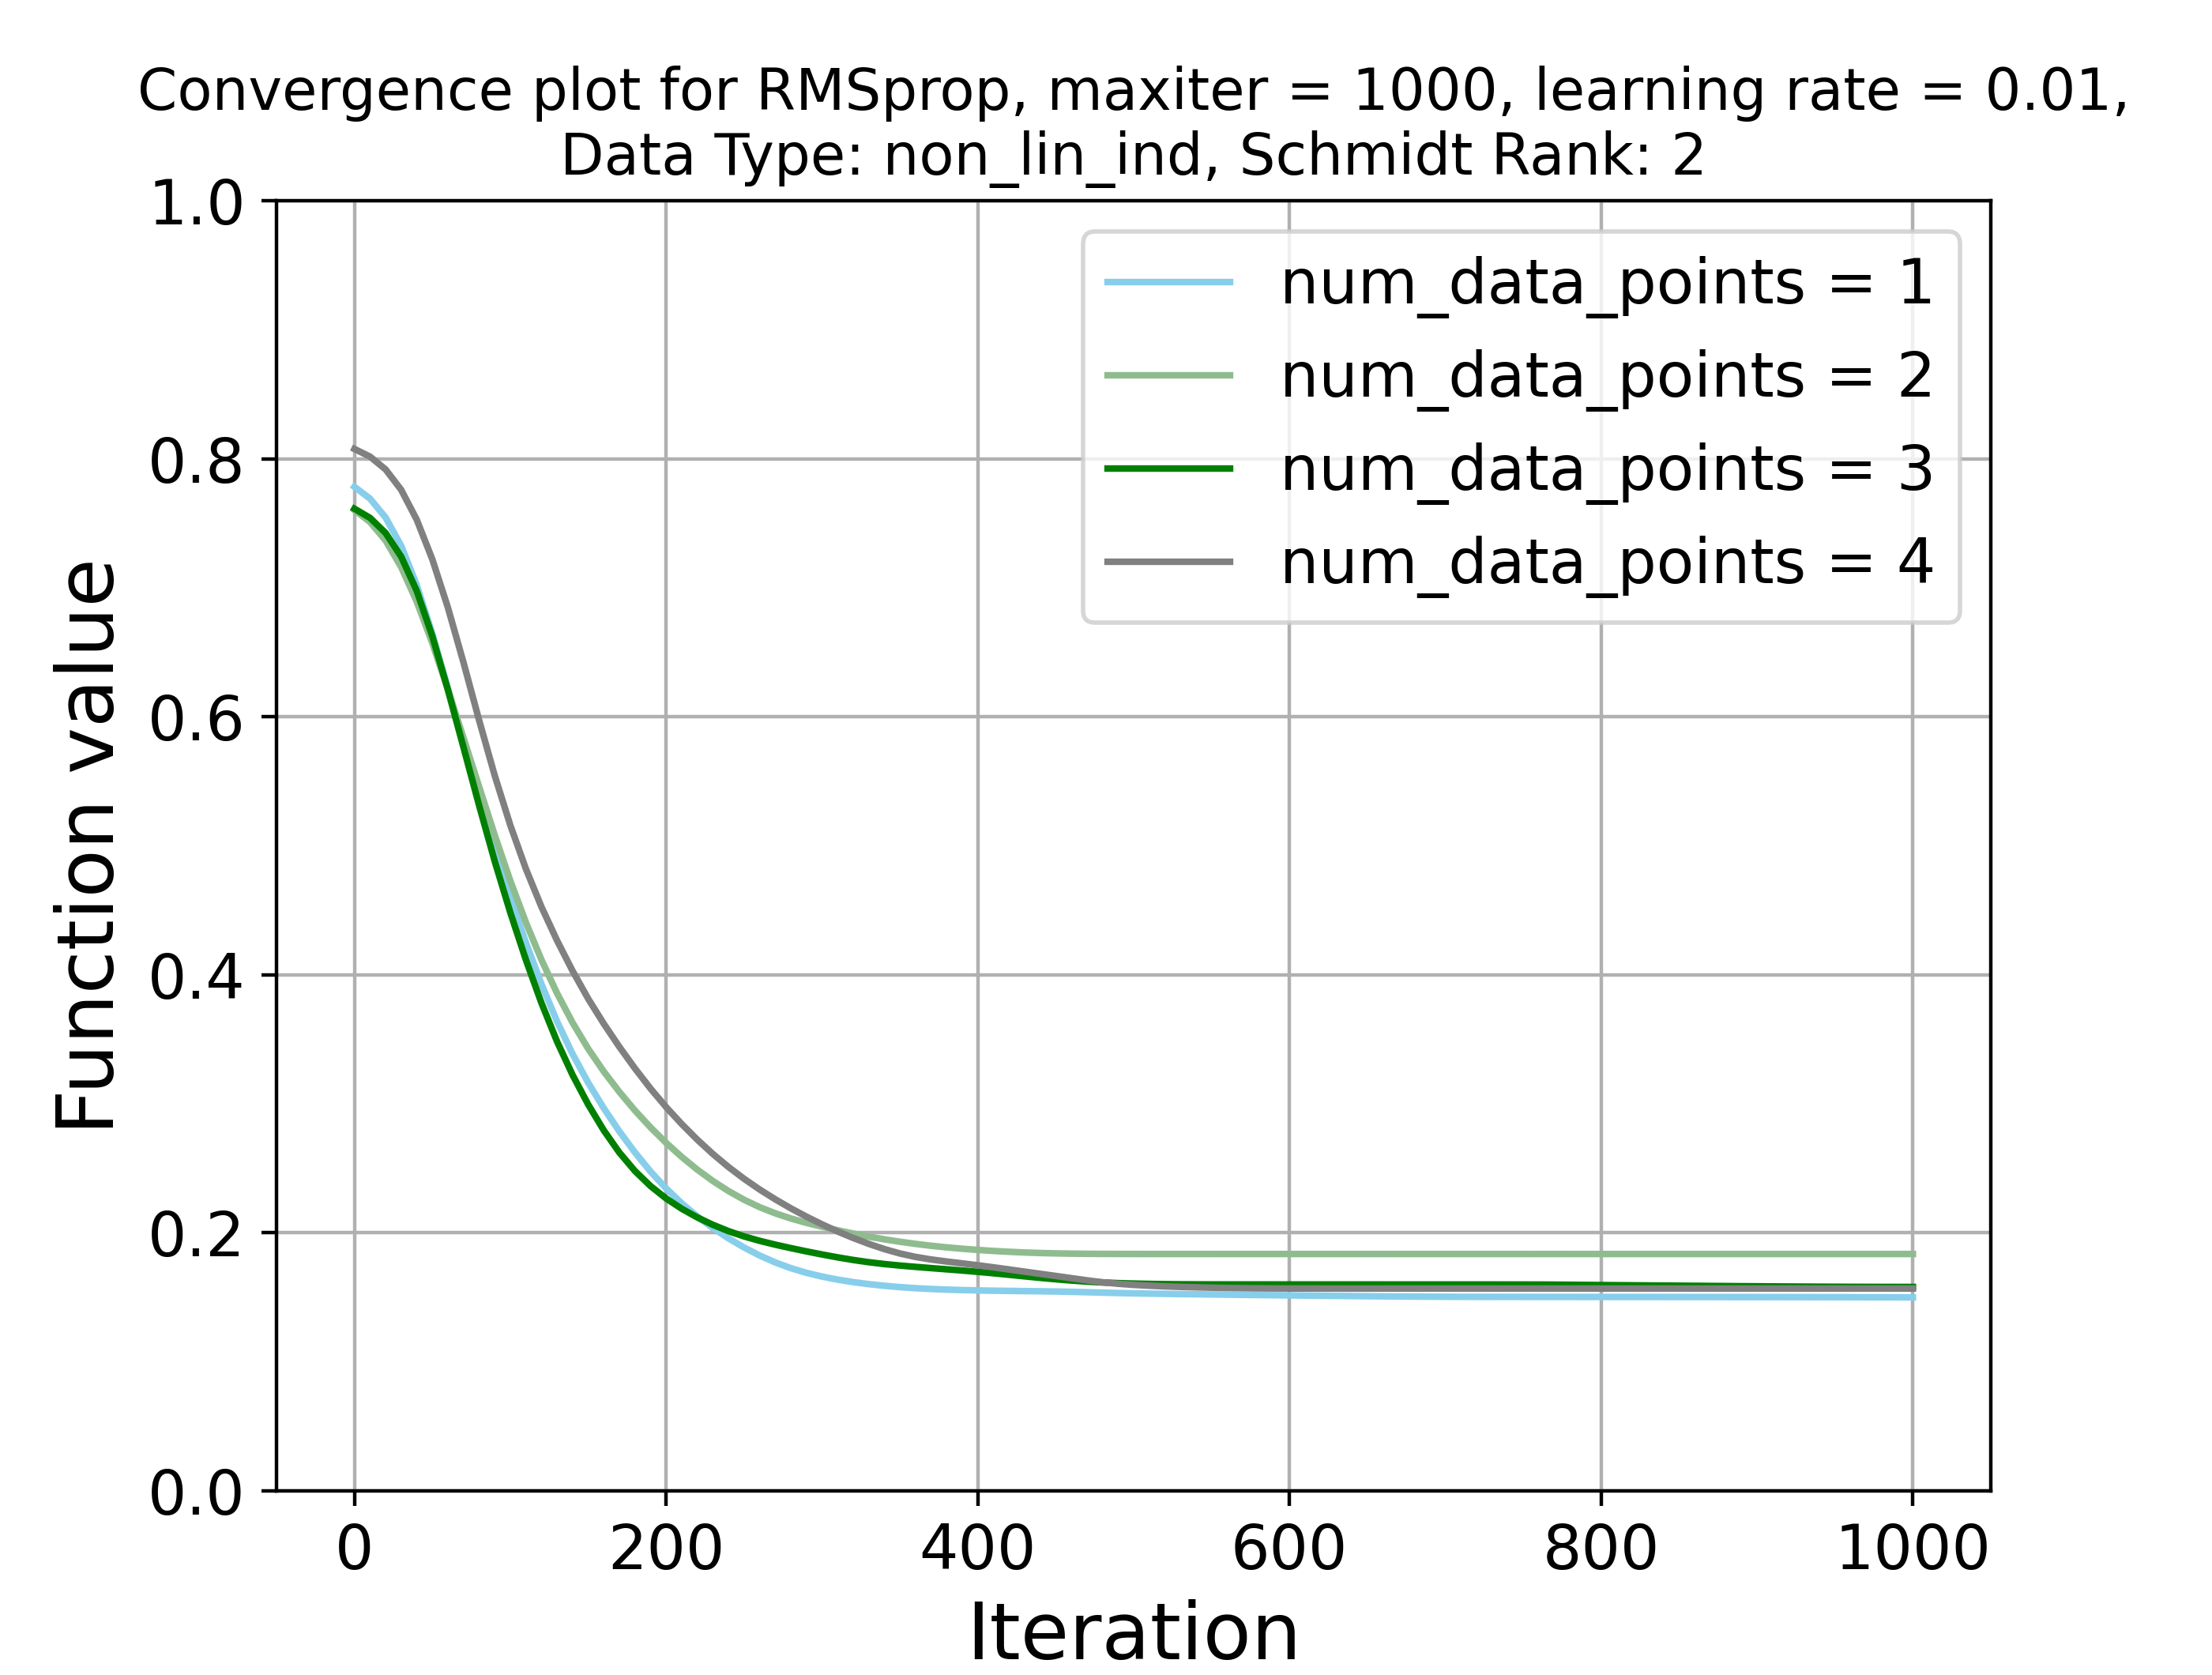 Convergence plot for RMSprop, maxiter = 1000, learning rate = 0.01,
Data Type: non_lin_ind, Schmidt Rank: 2
1.0
0.8
0.6
0.4
0.2
0.0
Function value
num_data_points = 1
num_data_points = 2
num_data_points = 3
num_data_points = 4
0 200 400 600 800 1000
Iteration